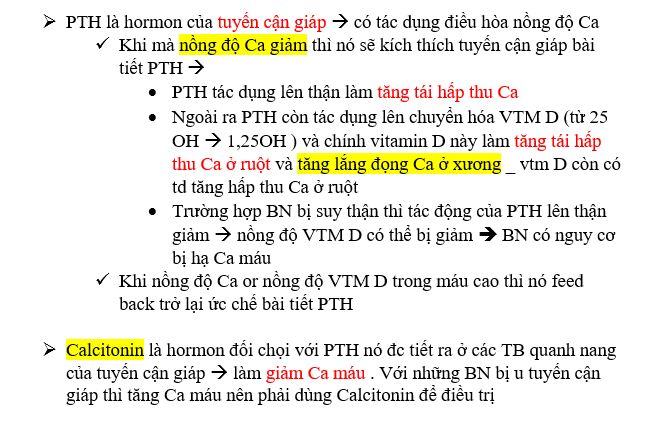 ➢ PTH là hormon của tuyến cận giáp → có tác dụng điều hòa nồng độ Ca
✓ Khi mà nồng độ Ca giảm thì nó sẽ kích thích tuyến cận giáp bài
tiết PTH →
• PTH tác dụng lên thận làm tăng tái hấp thu Ca
• Ngoài ra PTH còn tác dụng lên chuyển hóa VTM D (từ 25
OH → 1,25OH ) và chính vitamin D này làm tăng tái hấp
thu Ca ở ruột và tăng lắng đọng Ca ở xương _ vtm D còn có
td tăng hấp thu Ca ở ruột
• Trường hợp BN bị suy thận thì tác động của PTH lên thận
giảm → nồng độ VTM D có thể bị giảm ➔ BN có nguy cơ
bị hạ Ca máu
✓ Khi nồng độ Ca or nồng độ VTM D trong máu cao thì nó feed
back trở lại ức chế bài tiết PTH
➢ Calcitonin là hormon đối chọi với PTH nó đc tiết ra ở các TB quanh nang
của tuyến cận giáp → làm giảm Ca máu . Với những BN bị u tuyến cận
giáp thì tăng Ca máu nên phải dùng Calcitonin để điều trị